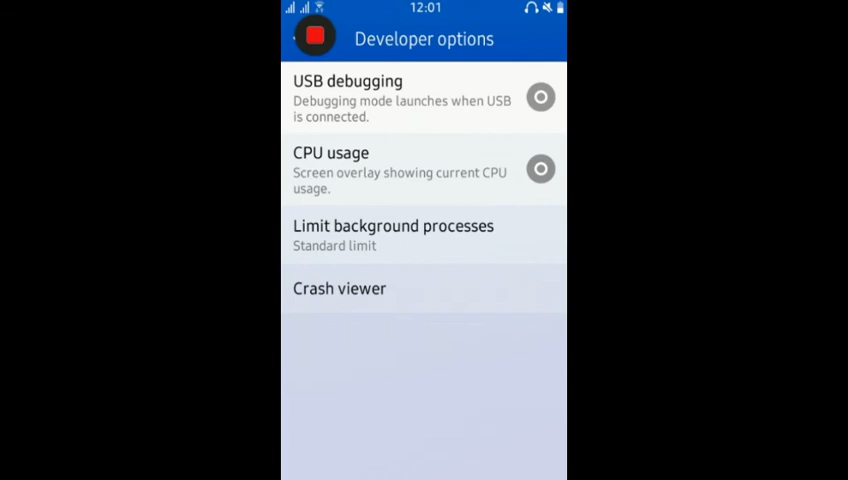 12:01
Developer options
USB debugging
Debugging mode launches when USB
is connected.
CPU usage
Screen overlay showing current CPU
usage.
Limit background processes
Standard limit
Crash viewer